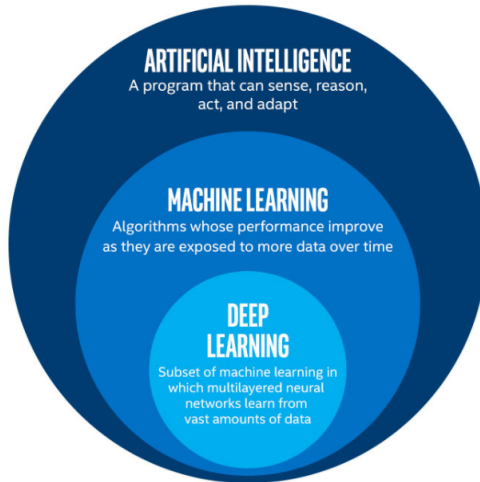 ARTIFICIAL INTELLIGENCE
A program that can sense, reason,
act, and adapt
MACHINE LEARNING
Algorithms whose performance improve
as they are exposed to more data over time
DEEP
LEARNING
Subset of machine learning in
which multilayered neural
networks learn from
vast amounts of data